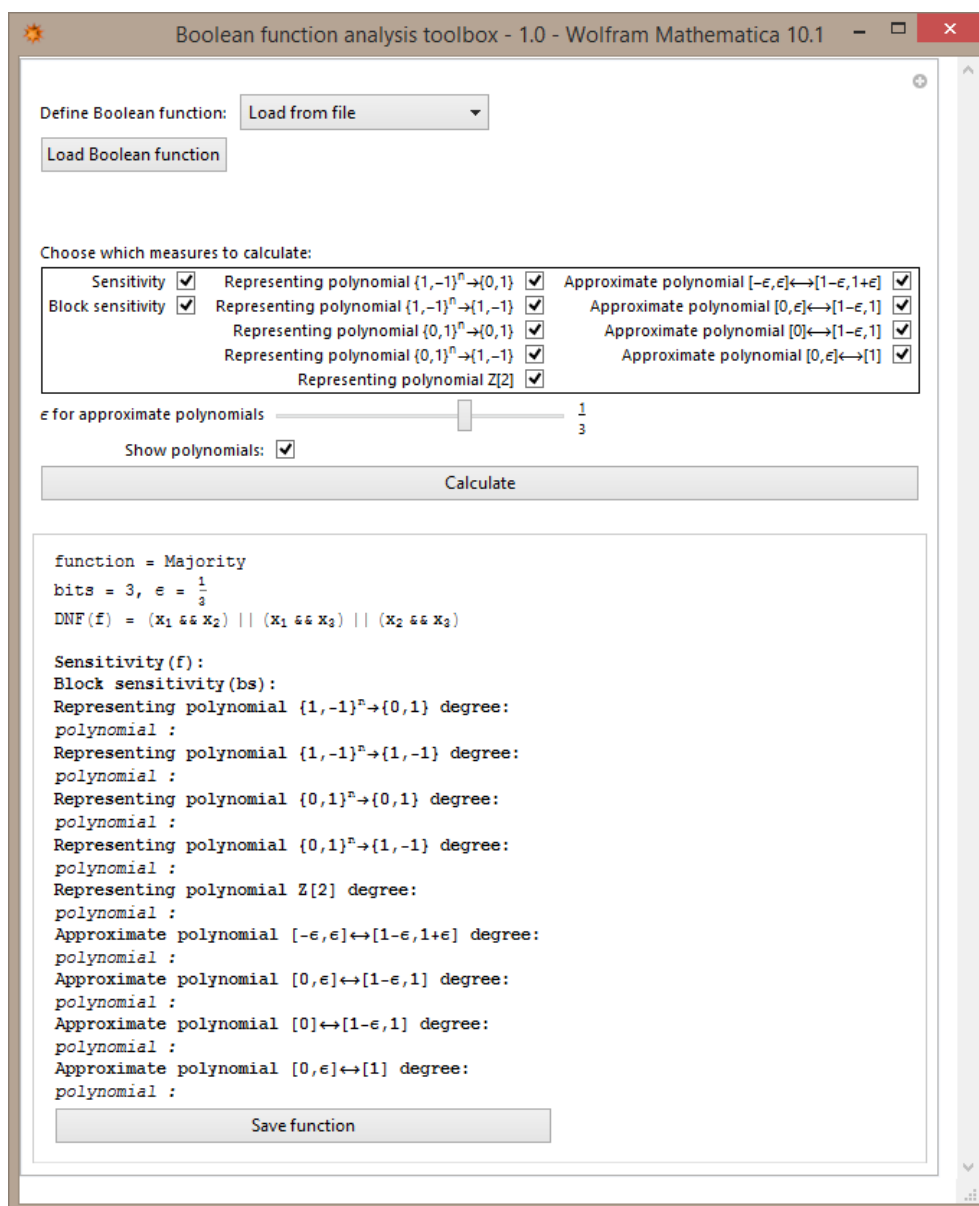 Boolean function analysis toolbox - 1.0 - Wolfram Mathematica 10.1
Define Boolean function: Load from file
Load Boolean function
Choose which measures to calculate:
Sensitivity Representing polynomial {1,-1}ⁿ→{0,1} Approximate polynomial [-ϵ,ϵ]⟷[1-ϵ,1+ϵ]
Block sensitivity Representing polynomial {1,-1}ⁿ→{1,-1} Approximate polynomial [0,ϵ]⟷[1-ϵ,1]
Representing polynomial {0,1}ⁿ→{0,1} Approximate polynomial [0]⟷[1-ϵ,1]
Representing polynomial {0,1}ⁿ→{1,-1} Approximate polynomial [0,ϵ]⟷[1]
Representing polynomial Z[2]
ϵ for approximate polynomials 1/3
Show polynomials:
Calculate
function = Majority
bits = 3, ϵ = 1/3
DNF(f) = (x₁ && x₂) || (x₁ && x₃) || (x₂ && x₃)
Sensitivity(f):
Block sensitivity(bs):
Representing polynomial {1,-1}ⁿ→{0,1} degree:
polynomial :
Representing polynomial {1,-1}ⁿ→{1,-1} degree:
polynomial :
Representing polynomial {0,1}ⁿ→{0,1} degree:
polynomial :
Representing polynomial {0,1}ⁿ→{1,-1} degree:
polynomial :
Representing polynomial Z[2] degree:
polynomial :
Approximate polynomial [-ϵ,ϵ]↔[1-ϵ,1+ϵ] degree:
polynomial :
Approximate polynomial [0,ϵ]↔[1-ϵ,1] degree:
polynomial :
Approximate polynomial [0]↔[1-ϵ,1] degree:
polynomial :
Approximate polynomial [0,ϵ]↔[1] degree:
polynomial :
Save function